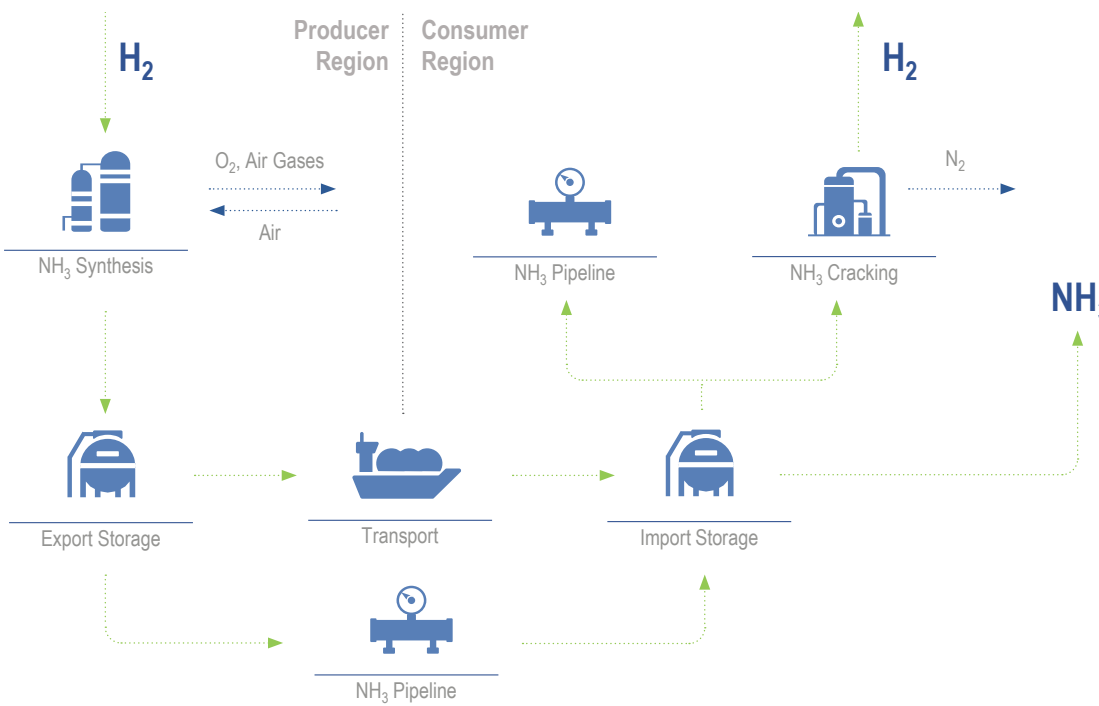 Producer
Region
Consumer
Region
H₂
H₂
O₂, Air Gases
Air
N₂
NH₃ Synthesis
NH₃ Pipeline
NH₃ Cracking
NH
Export Storage
Transport
Import Storage
NH₃ Pipeline